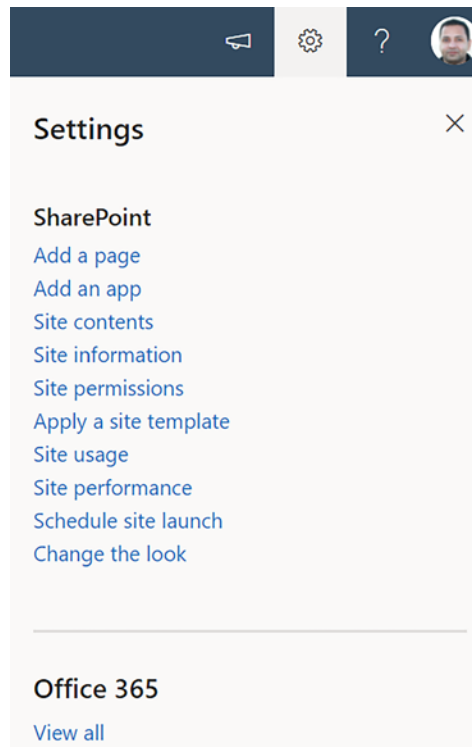 ?
Settings
SharePoint
Add a page
Add an app
Site contents
Site information
Site permissions
Apply a site template
Site usage
Site performance
Schedule site launch
Change the look
Office 365
View all